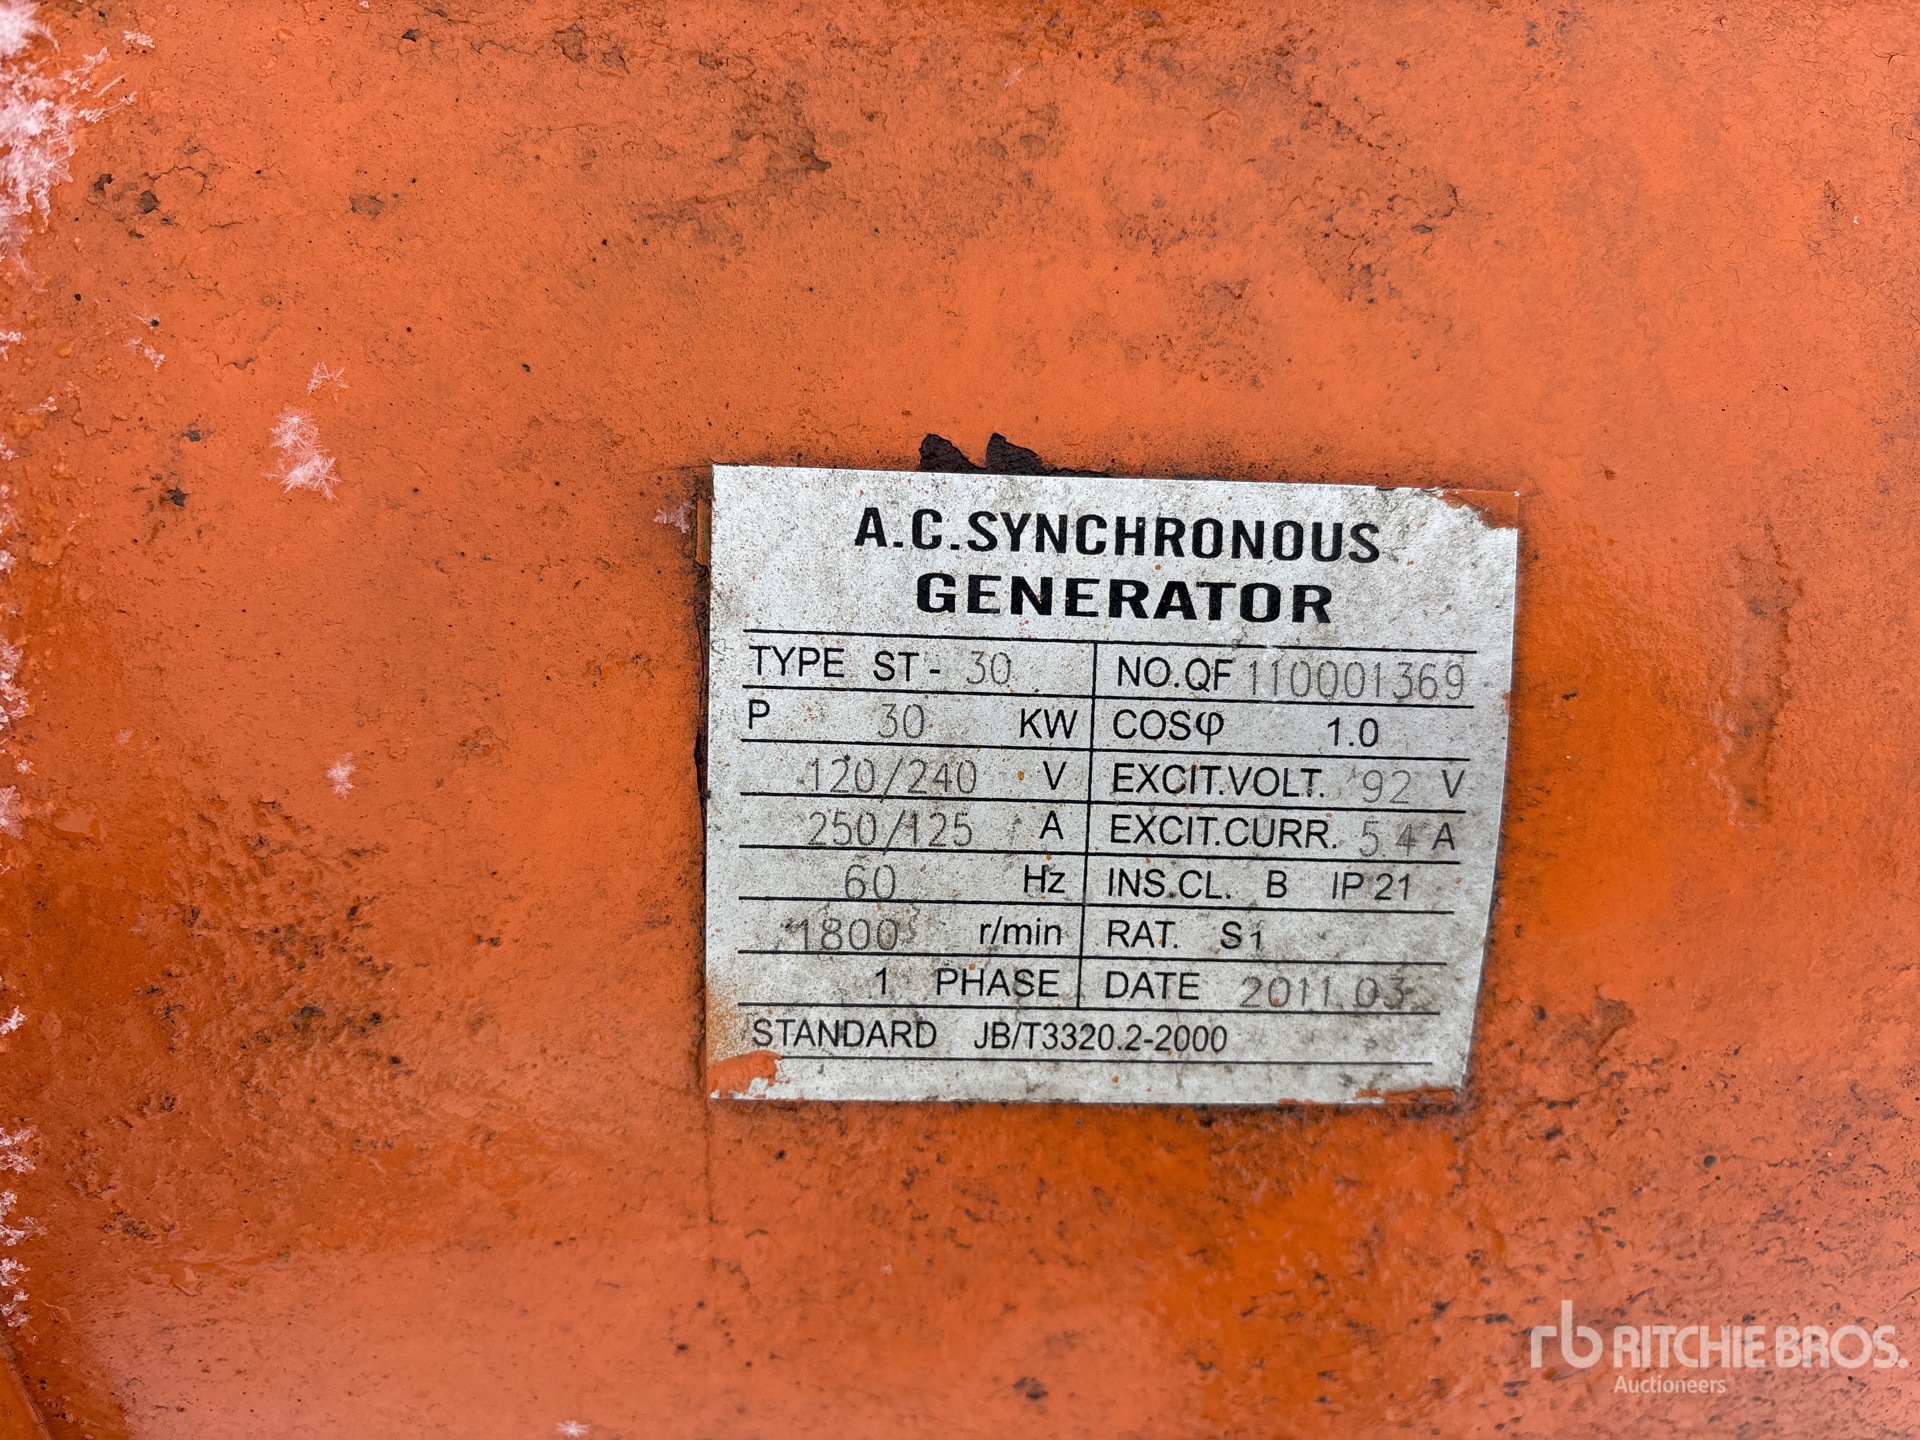 A.C.SYNCHRONOUS
GENERATOR
TYPE ST-30 NO.QF 110001369
P 30 KW COSφ 1.0
120/240 V EXCIT.VOLT. 92 V
250/125 A EXCIT.CURR. 5.4 A
60 Hz INS.CL. B IP 21
1800 r/min RAT. S1
1 PHASE DATE 2011.03
STANDARD JB/T3320.2-2000
rb RITCHIE BROS.
Auctioneers